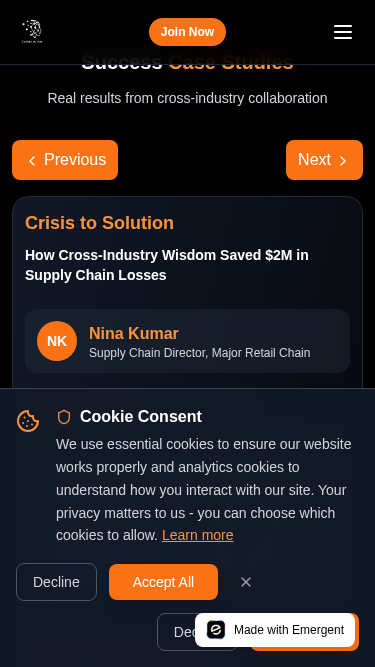 Join Now
Success Case Studies
Real results from cross-industry collaboration
Previous
Next
Crisis to Solution
How Cross-Industry Wisdom Saved $2M in
Supply Chain Losses
NK
Nina Kumar
Supply Chain Director, Major Retail Chain
Cookie Consent
We use essential cookies to ensure our website
works properly and analytics cookies to
understand how you interact with our site. Your
privacy matters to us - you can choose which
cookies to allow. Learn more
Decline
Accept All
Made with Emergent